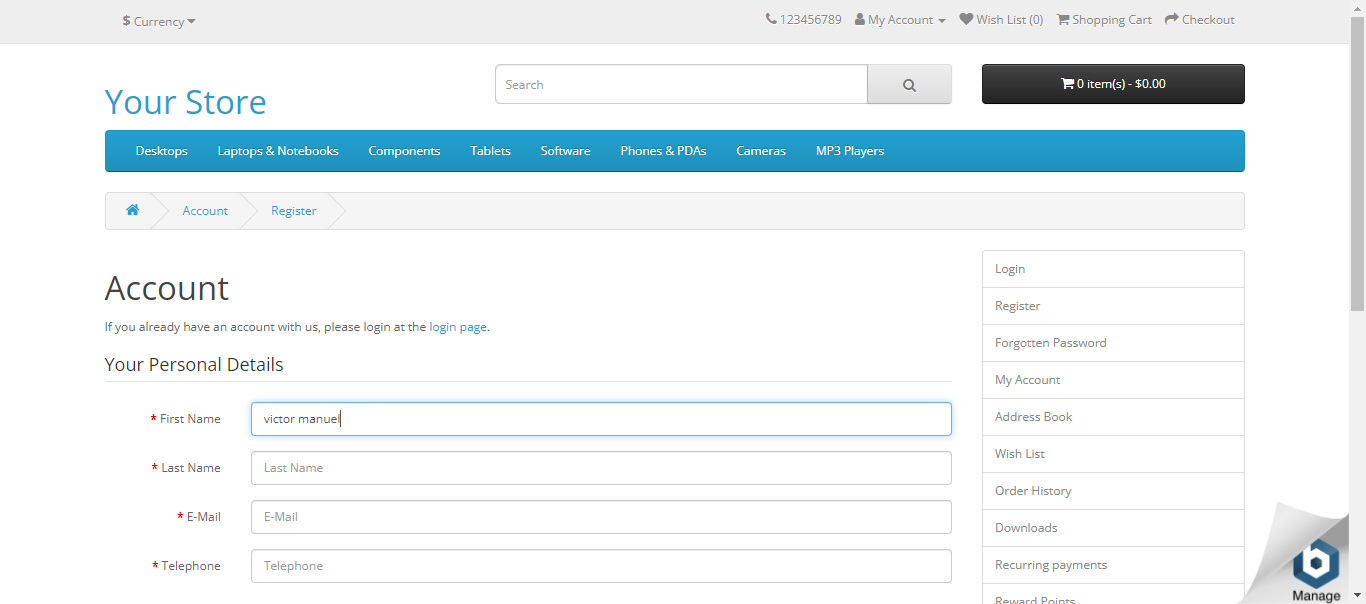 $ Currency
123456789 My Account Wish List (0) Shopping Cart Checkout
Your Store
Search
0 item(s) - $0.00
Desktops Laptops & Notebooks Components Tablets Software Phones & PDAs Cameras MP3 Players
Account Register
Account
If you already have an account with us, please login at the login page.
Your Personal Details
* First Name victor manuel
* Last Name Last Name
* E-Mail E-Mail
* Telephone Telephone
Login
Register
Forgotten Password
My Account
Address Book
Wish List
Order History
Downloads
Recurring payments
Reward Points
b
Manage